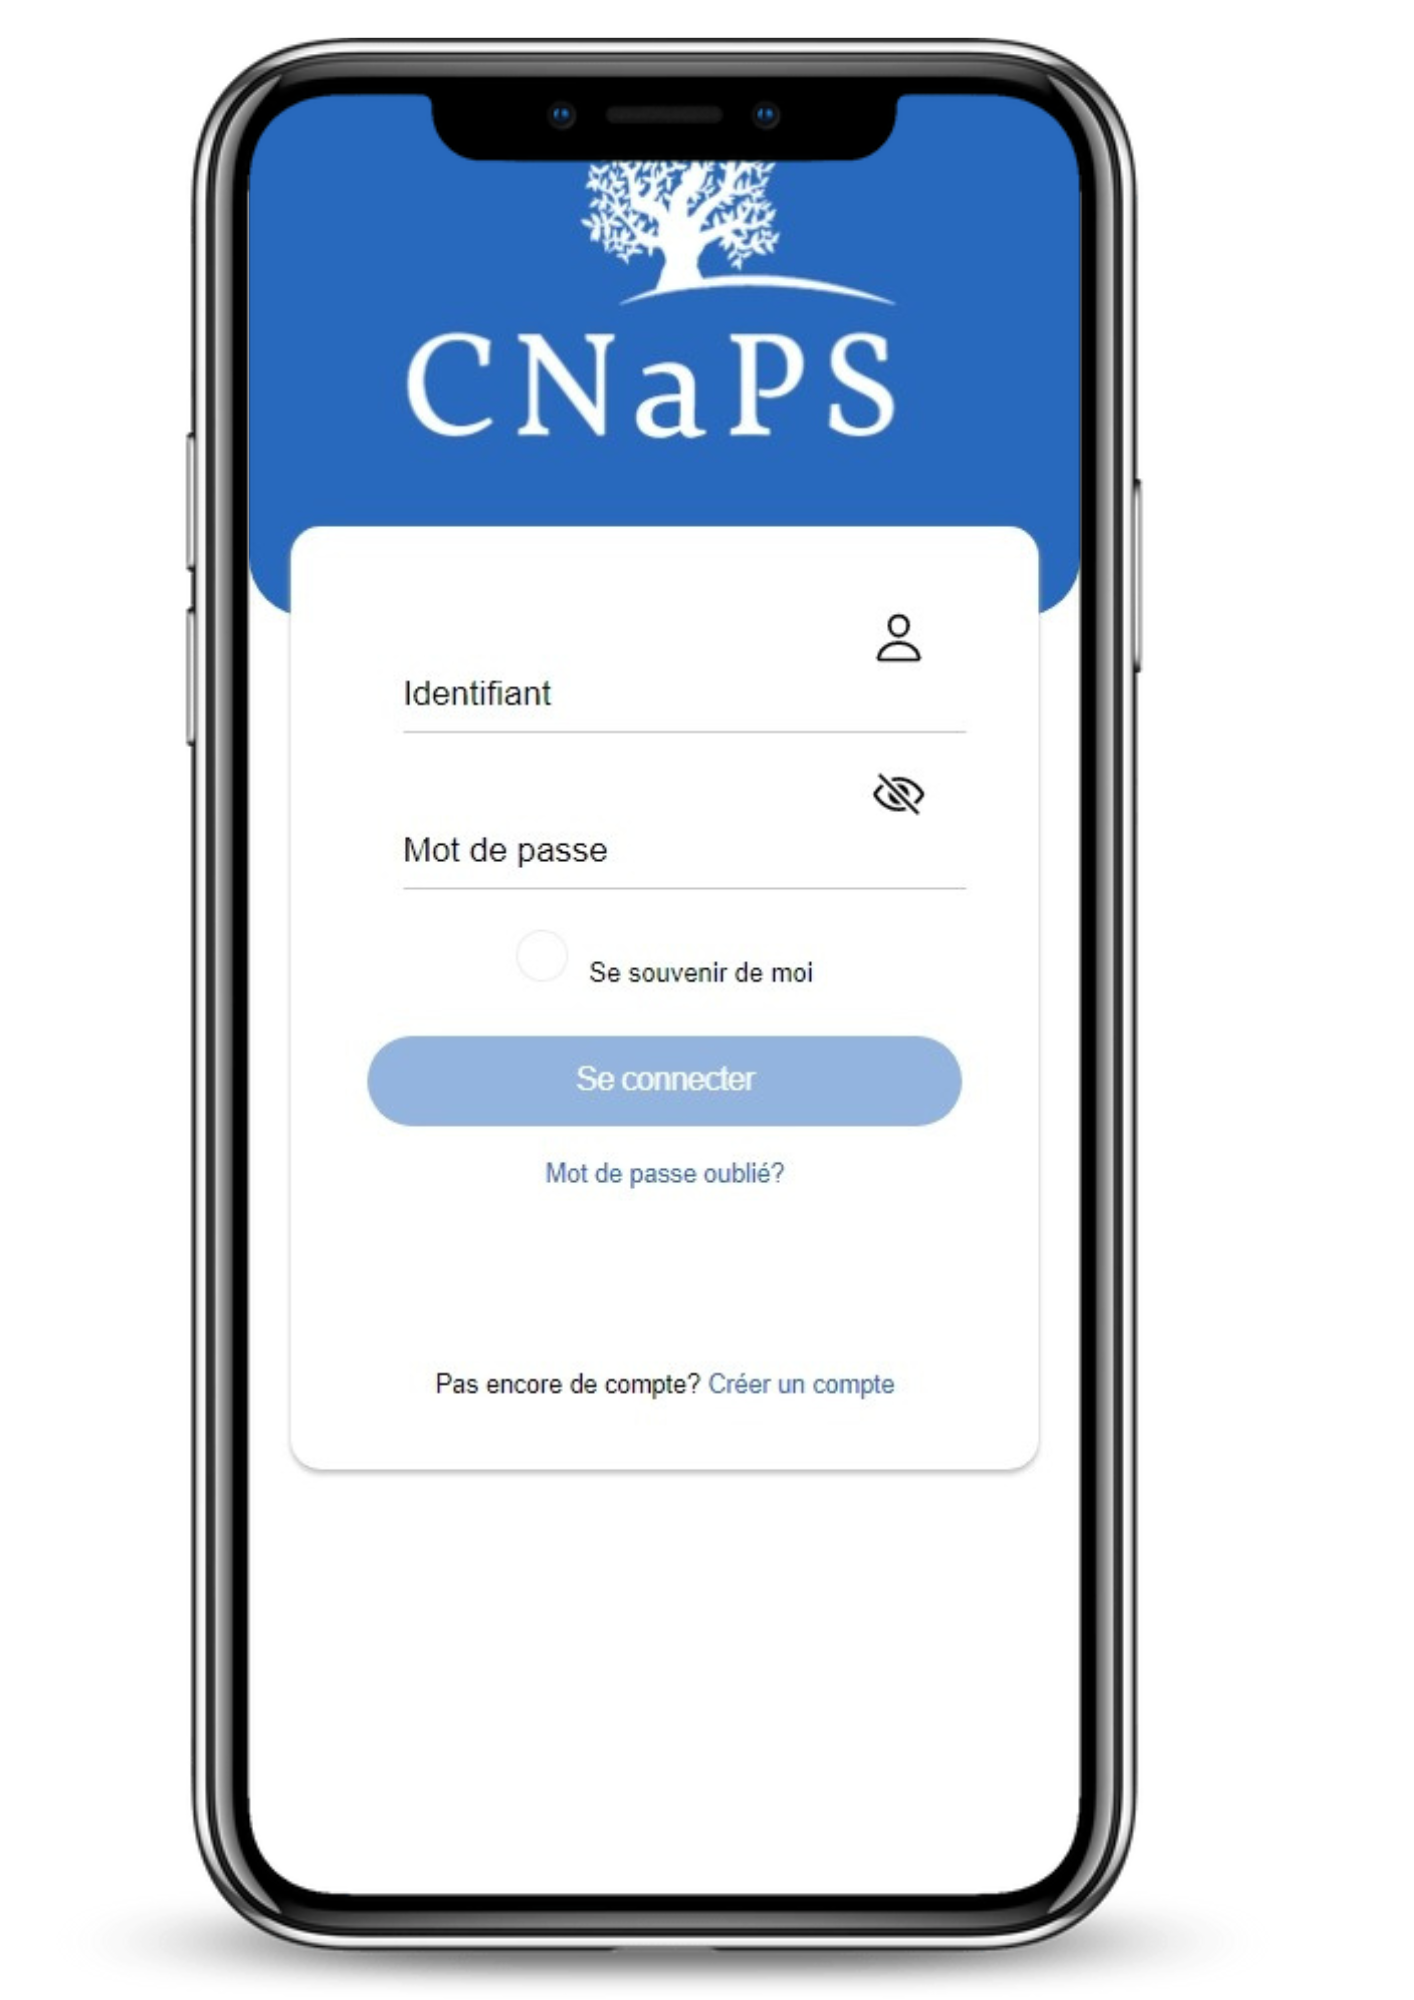 CNaPS
Identifiant
Mot de passe
Se souvenir de moi
Se connecter
Mot de passe oublié?
Pas encore de compte? Créer un compte